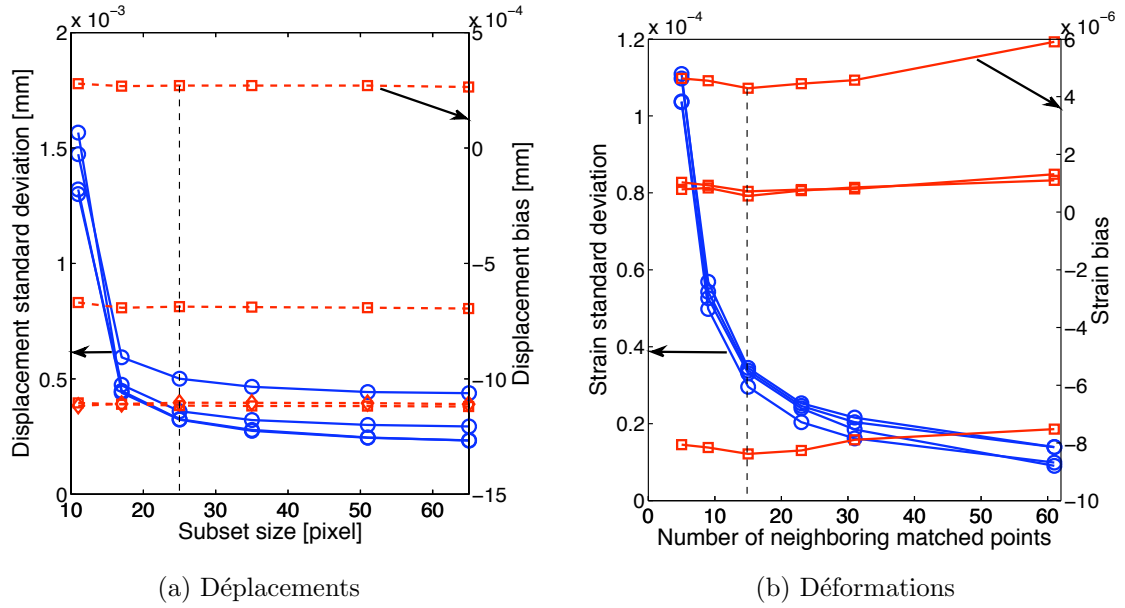 x 10⁻³
x 10⁻⁴
2
1.5
1
0.5
0
Displacement standard deviation [mm]
5
0
−5
−10
−15
Displacement bias [mm]
10 20 30 40 50 60
Subset size [pixel]
(a) Déplacements
x 10⁻⁴
x 10⁻⁶
1.2
1
0.8
0.6
0.4
0.2
0
Strain standard deviation
6
4
2
0
−2
−4
−6
−8
−10
Strain bias
0 10 20 30 40 50 60
Number of neighboring matched points
(b) Déformations